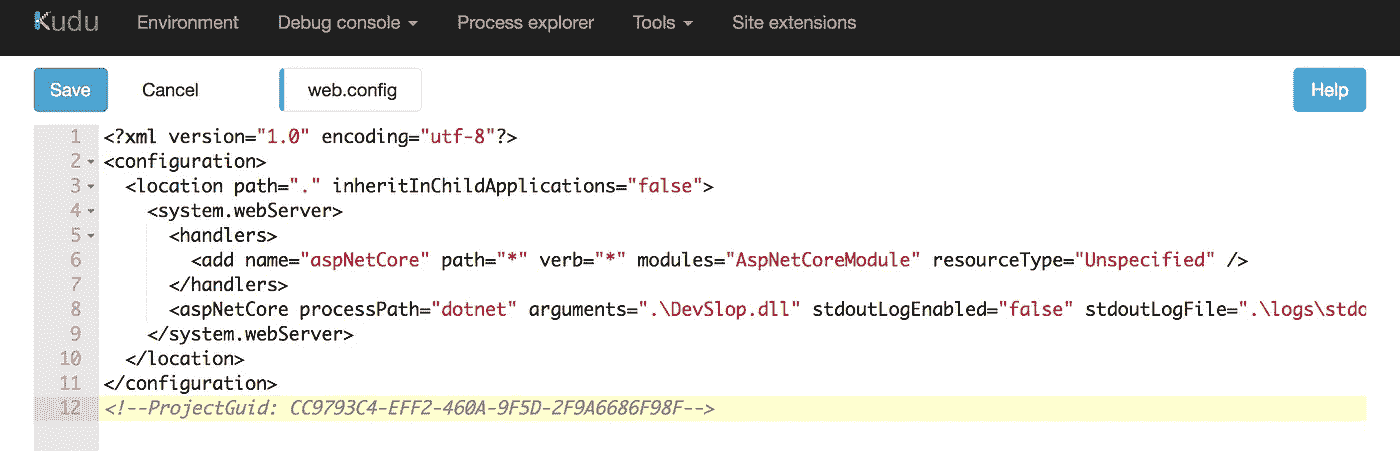 Kudu Environment Debug console Process explorer Tools Site extensions
Save Cancel web.config Help
1 <?xml version="1.0" encoding="utf-8"?>
2 <configuration>
3 <location path="." inheritInChildApplications="false">
4 <system.webServer>
5 <handlers>
6 <add name="aspNetCore" path="*" verb="*" modules="AspNetCoreModule" resourceType="Unspecified" />
7 </handlers>
8 <aspNetCore processPath="dotnet" arguments=".\DevSlop.dll" stdoutLogEnabled="false" stdoutLogFile=".\logs\stdo
9 </system.webServer>
10 </location>
11 </configuration>
12 <!--ProjectGuid: CC9793C4-EFF2-460A-9F5D-2F9A6686F98F-->